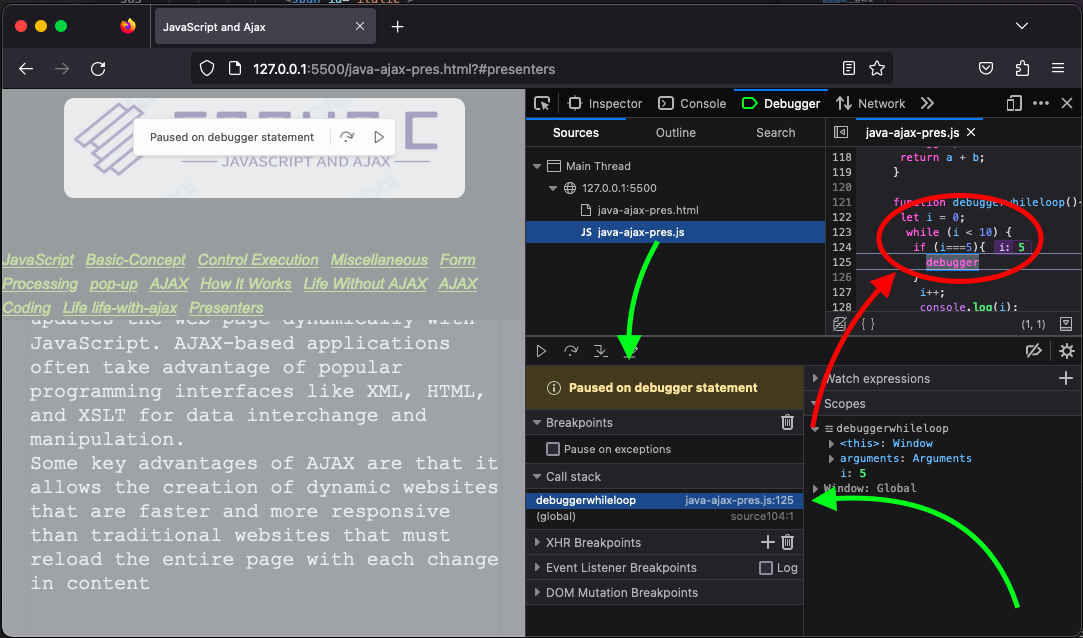 JavaScript and Ajax
127.0.0.1:5500/java-ajax-pres.html?#presenters
Paused on debugger statement
JAVASCRIPT AND AJAX
JavaScript Basic-Concept Control Execution Miscellaneous Form
Processing pop-up AJAX How It Works Life Without AJAX AJAX
Coding Life life-with-ajax Presenters
updates the web page dynamically with
JavaScript. AJAX-based applications
often take advantage of popular
programming interfaces like XML, HTML,
and XSLT for data interchange and
manipulation.
Some key advantages of AJAX are that it
allows the creation of dynamic websites
that are faster and more responsive
than traditional websites that must
reload the entire page with each change
in content
Inspector Console Debugger Network
Sources Outline Search
Main Thread
127.0.0.1:5500
java-ajax-pres.html
JS java-ajax-pres.js
java-ajax-pres.js
118 return a + b;
119 }
120
121 function debuggerwhileloop(){
122 let i = 0;
123 while (i < 10) {
124 if (i===5){ i: 5
125 debugger
126 }
127 i++;
128 console.log(i);
{ } (1, 1)
Paused on debugger statement
Breakpoints
Pause on exceptions
Call stack
debuggerwhileloop java-ajax-pres.js:125
(global) source104:1
XHR Breakpoints
Event Listener Breakpoints Log
DOM Mutation Breakpoints
Watch expressions
Scopes
debuggerwhileloop
<this>: Window
arguments: Arguments
i: 5
Window: Global